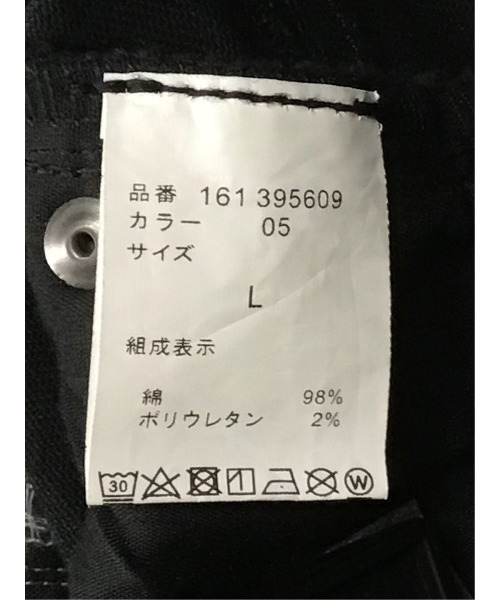 品番 161 395609
カラー 05
サイズ
L
組成表示
綿 98%
ポリウレタン 2%
30 W